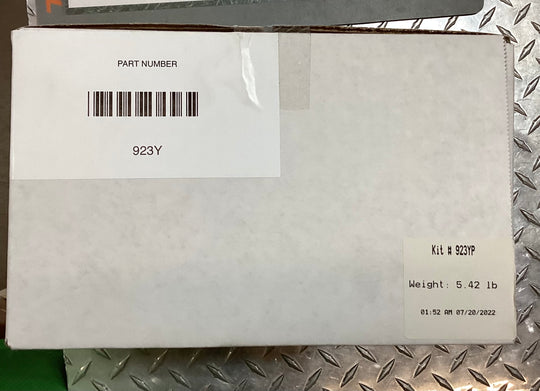 PART NUMBER
923Y
Kit # 923YP
Weight: 5.42 lb
01:52 AM 07/20/2022